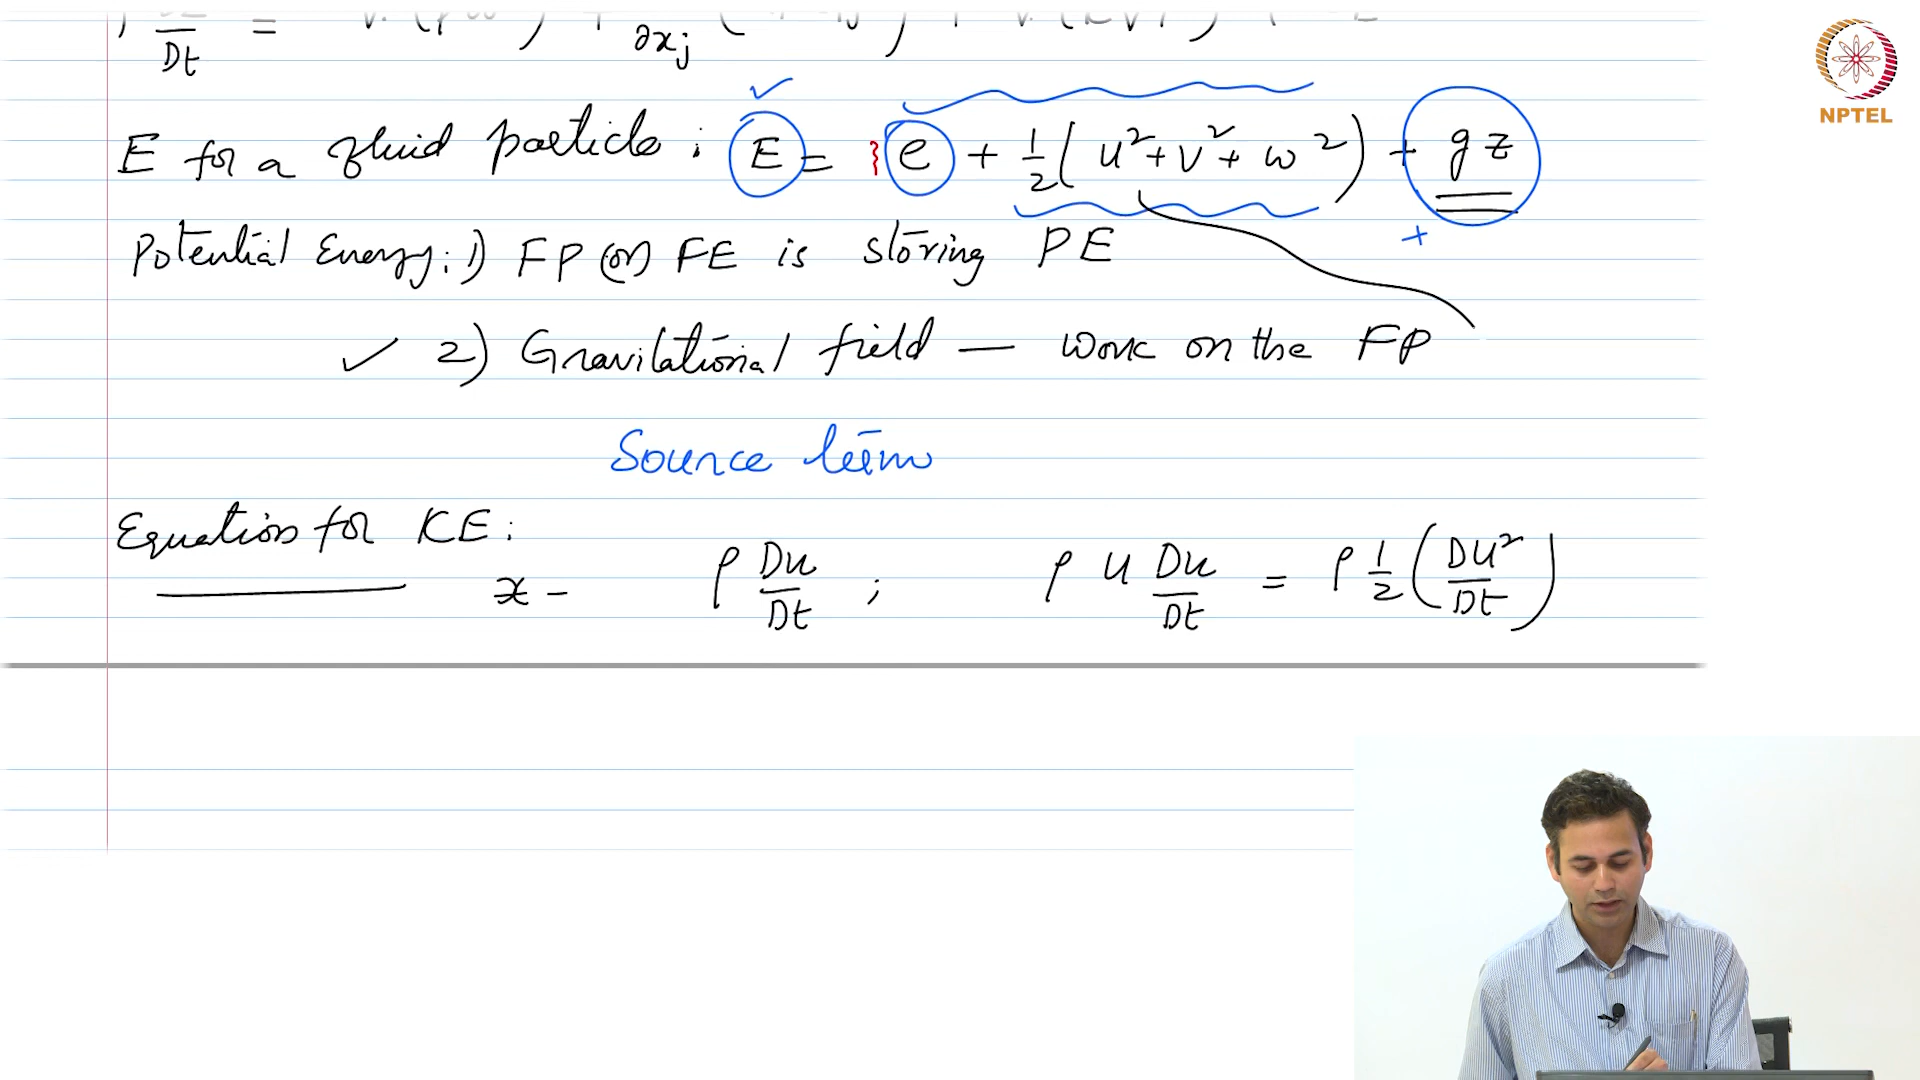 Dt = ∂xj
NPTEL
E for a fluid particle : E = e + 1/2 ( u² + v² + w² ) + gz
+
Potential Energy : 1) FP (or) FE is storing PE
2) Gravitational field — Work on the FP
Source term
Equation for KE :
x - ρ Du/Dt ; ρ u Du/Dt = ρ 1/2 ( Du²/Dt )